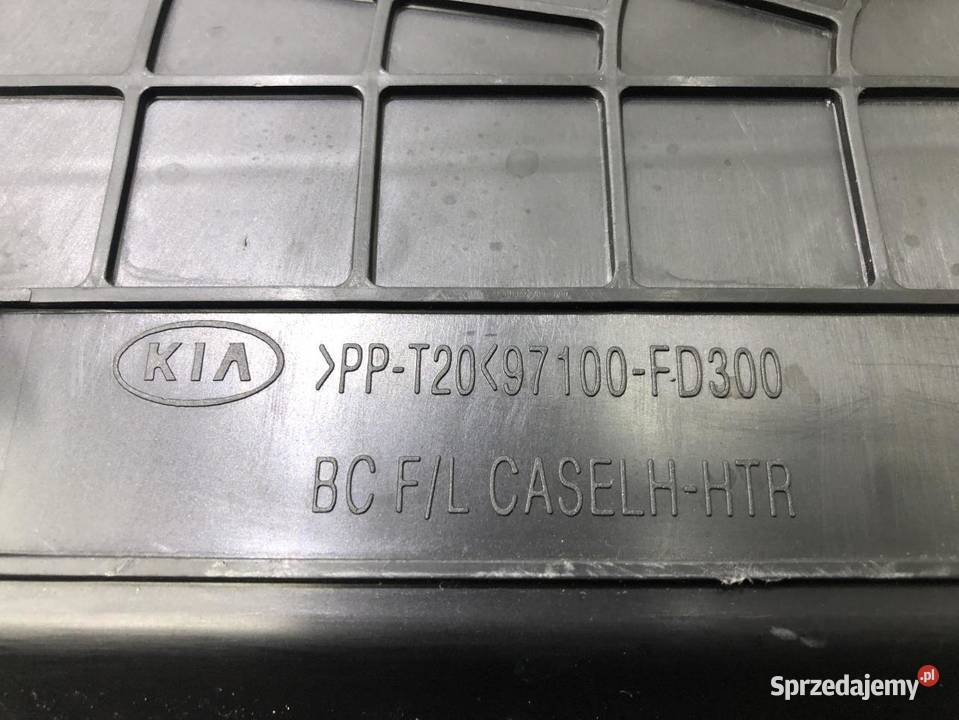 KIA >PP-T20<97100-FD300
BC F/L CASELH-HTR
Sprzedajemy.pl